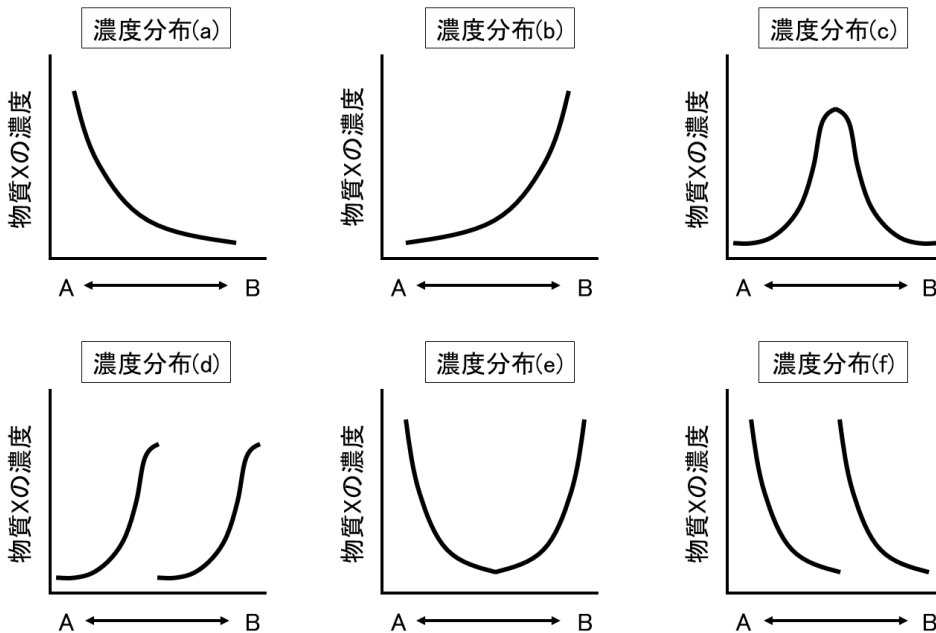 濃度分布(a)
物質Xの濃度
A
B
濃度分布(b)
物質Xの濃度
A
B
濃度分布(c)
物質Xの濃度
A
B
濃度分布(d)
物質Xの濃度
A
B
濃度分布(e)
物質Xの濃度
A
B
濃度分布(f)
物質Xの濃度
A
B